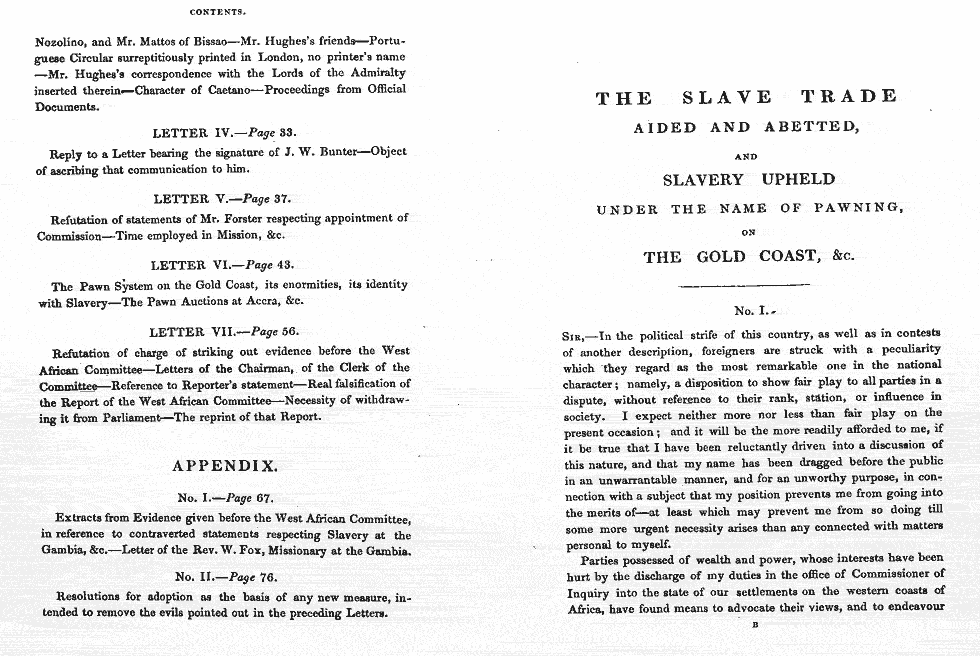 CONTENTS.
Nozolino, and Mr. Mattos of Bissao—Mr. Hughes's friends—Portu-
guese Circular surreptitiously printed in London, no printer's name
—Mr. Hughes's correspondence with the Lords of the Admiralty
inserted therein—Character of Caetano—Proceedings from Official
Documents.
LETTER IV.—Page 33.
Reply to a Letter bearing the signature of J. W. Bunter—Object
of ascribing that communication to him.
LETTER V.—Page 37.
Refutation of statements of Mr. Forster respecting appointment of
Commission—Time employed in Mission, &c.
LETTER VI.—Page 43.
The Pawn System on the Gold Coast, its enormities, its identity
with Slavery—The Pawn Auctions at Accra, &c.
LETTER VII.—Page 56.
Refutation of charge of striking out evidence before the West
African Committee—Letters of the Chairman, of the Clerk of the
Committee—Reference to Reporter's statement—Real falsification of
the Report of the West African Committee—Necessity of withdraw-
ing it from Parliament—The reprint of that Report.
APPENDIX.
No. I.—Page 67.
Extracts from Evidence given before the West African Committee,
in reference to contraverted statements respecting Slavery at the
Gambia, &c.—Letter of the Rev. W. Fox, Missionary at the Gambia.
No. II.—Page 76.
Resolutions for adoption as the basis of any new measure, in-
tended to remove the evils pointed out in the preceding Letters.
THE SLAVE TRADE
AIDED AND ABETTED,
AND
SLAVERY UPHELD
UNDER THE NAME OF PAWNING,
ON
THE GOLD COAST, &c.
No. I.
SIR,—In the political strife of this country, as well as in contests
of another description, foreigners are struck with a peculiarity
which they regard as the most remarkable one in the national
character; namely, a disposition to show fair play to all parties in a
dispute, without reference to their rank, station, or influence in
society. I expect neither more nor less than fair play on the
present occasion; and it will be the more readily afforded to me, if
it be true that I have been reluctantly driven into a discussion of
this nature, and that my name has been dragged before the public
in an unwarrantable manner, and for an unworthy purpose, in con-
nection with a subject that my position prevents me from going into
the merits of—at least which may prevent me from so doing till
some more urgent necessity arises than any connected with matters
personal to myself.
Parties possessed of wealth and power, whose interests have been
hurt by the discharge of my duties in the office of Commissioner of
Inquiry into the state of our settlements on the western coasts of
Africa, have found means to advocate their views, and to endeavour
B